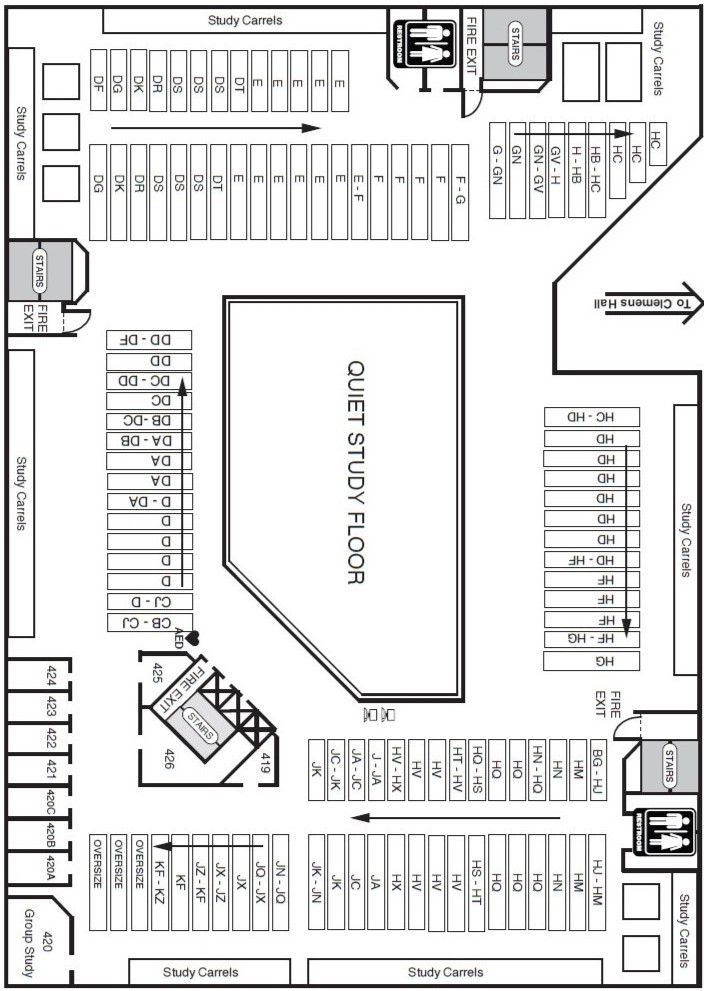 Study Carrels
RESTROOM
FIRE EXIT
STAIRS
Study Carrels
Study Carrels
DF
DG
DK
DR
DS
DS
DS
DT
E
E
E
E
E
G - GN
GN
GN - GV
GV - H
H - HB
HB - HC
HC
HC
HC
DG
DK
DR
DS
DS
DS
DT
E
E
E
E
E
E
E - F
F
F
F
F
F - G
STAIRS
FIRE
EXIT
To Clemens Hall
DD - DF
DD
DC - DD
DC
DB - DC
DA - DB
DA
DA
D - DA
D
D
D
D
CJ - D
CB - CJ
AED
QUIET STUDY FLOOR
HC - HD
HD
HD
HD
HD
HD
HD
HD - HF
HF
HF
HF
HF - HG
HG
Study Carrels
Study Carrels
424
423
422
421
420C
420B
420A
420
Group Study
425
FIRE EXIT
STAIRS
426
419
FIRE
EXIT
STAIRS
RESTROOM
JK
JC - JK
JA - JC
J - JA
HV - HX
HV
HV
HT - HV
HQ - HS
HQ
HQ
HN - HQ
HN
HM
BG - HJ
OVERSIZE
OVERSIZE
OVERSIZE
KF - KZ
KF
JZ - KF
JX - JZ
JX
JQ - JX
JN - JQ
JK - JN
JK
JC
JA
HX
HV
HV
HV
HS - HT
HQ
HQ
HQ
HN
HM
HJ - HM
Study Carrels
Study Carrels
Study Carrels